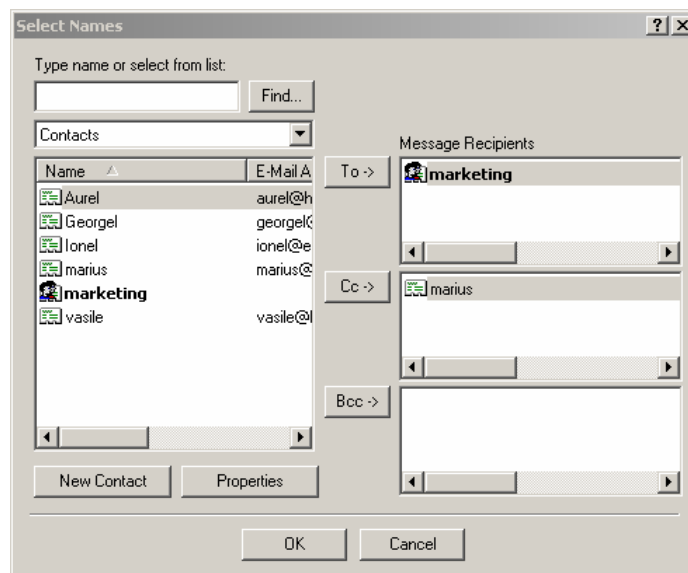 Select Names
Type name or select from list:
Find...
Contacts
Name E-Mail A
Aurel aurel@h
Georgel georgel@
Ionel ionel@e
marius marius@
marketing
vasile vasile@l
New Contact Properties
To ->
Cc ->
Bcc ->
Message Recipients
marketing
marius
OK Cancel